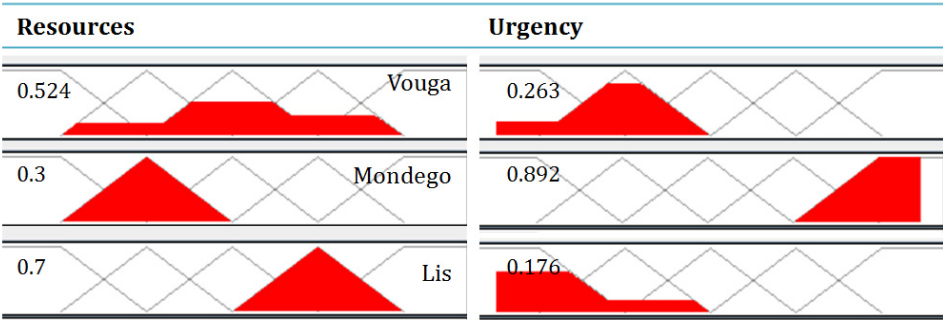 Resources Urgency
0.524 Vouga 0.263
0.3 Mondego 0.892
0.7 Lis 0.176